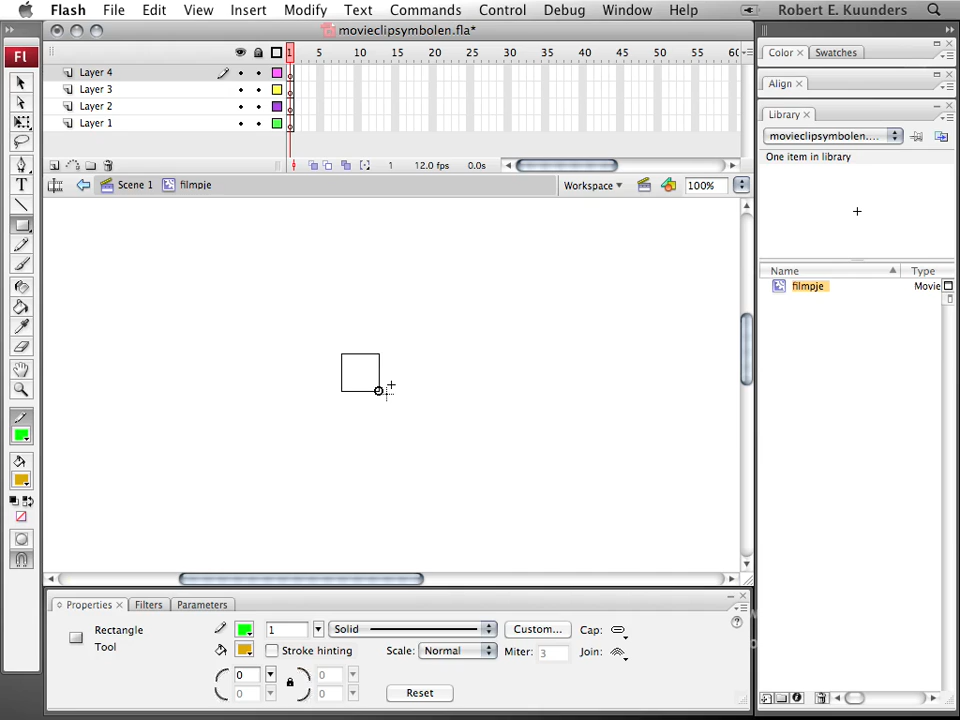 Flash File Edit View Insert Modify Text Commands Control Debug Window Help Robert E. Kuunders
movieclipsymbolen.fla*
1 5 10 15 20 25 30 35 40 45 50 55 60
Layer 4
Layer 3
Layer 2
Layer 1
1 12.0 fps 0.0s
Scene 1 filmpje Workspace 100%
Fl
T
Color Swatches
Align
Library
movieclipsymbolen....
One item in library
Name Type
filmpje Movie
Properties Filters Parameters
Rectangle
Tool
1 Solid Custom... Cap:
Stroke hinting Scale: Normal Miter: 3 Join:
0 0
0 0
Reset